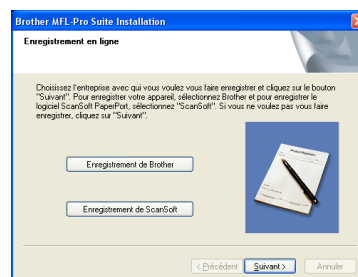 Brother MFL-Pro Suite Installation
Enregistrement en ligne
Choisissez l'entreprise avec qui vous voulez vous faire enregistrer et cliquez sur le bouton
"Suivant". Pour enregistrer votre appareil, sélectionnez Brother et pour enregistrer le
logiciel ScanSoft PaperPort, sélectionnez "ScanSoft". Si vous ne voulez pas vous faire
enregistrer, cliquez sur "Suivant".
Enregistrement de Brother
Enregistrement de ScanSoft
< Précédent Suivant > Annuler